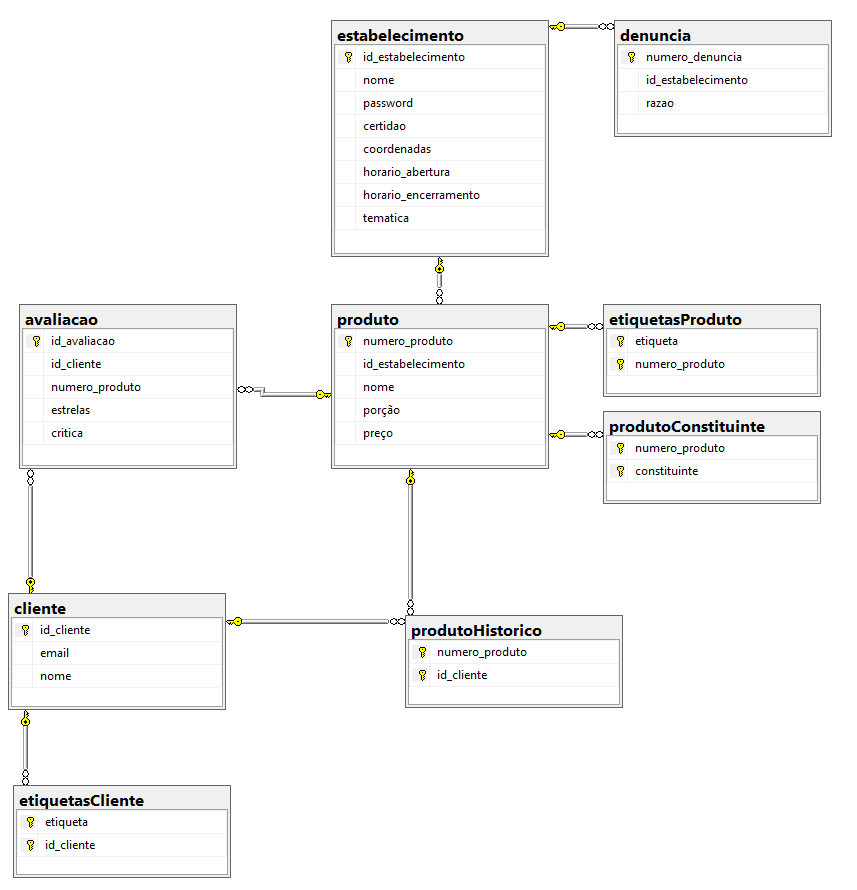 estabelecimento
id_estabelecimento
nome
password
certidao
coordenadas
horario_abertura
horario_encerramento
tematica
denuncia
numero_denuncia
id_estabelecimento
razao
avaliacao
id_avaliacao
id_cliente
numero_produto
estrelas
critica
produto
numero_produto
id_estabelecimento
nome
porção
preço
etiquetasProduto
etiqueta
numero_produto
produtoConstituinte
numero_produto
constituinte
cliente
id_cliente
email
nome
produtoHistorico
numero_produto
id_cliente
etiquetasCliente
etiqueta
id_cliente